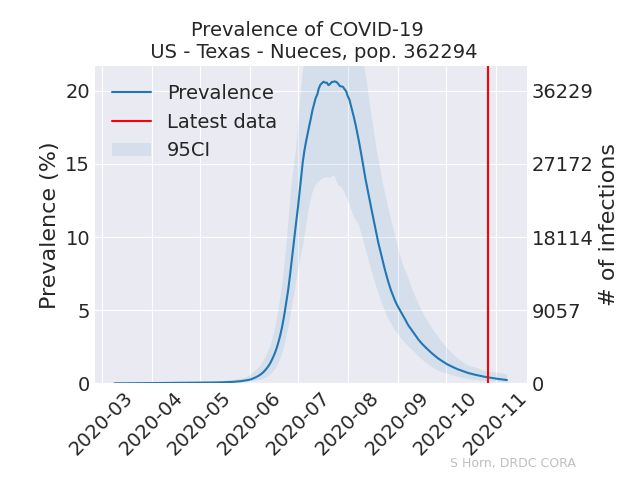 Prevalence of COVID-19
US - Texas - Nueces, pop. 362294
Prevalence
Latest data
95CI
Prevalence (%)
20
15
10
5
0
36229
27172
18114
9057
0
# of infections
2020-03
2020-04
2020-05
2020-06
2020-07
2020-08
2020-09
2020-10
2020-11
S Horn, DRDC CORA